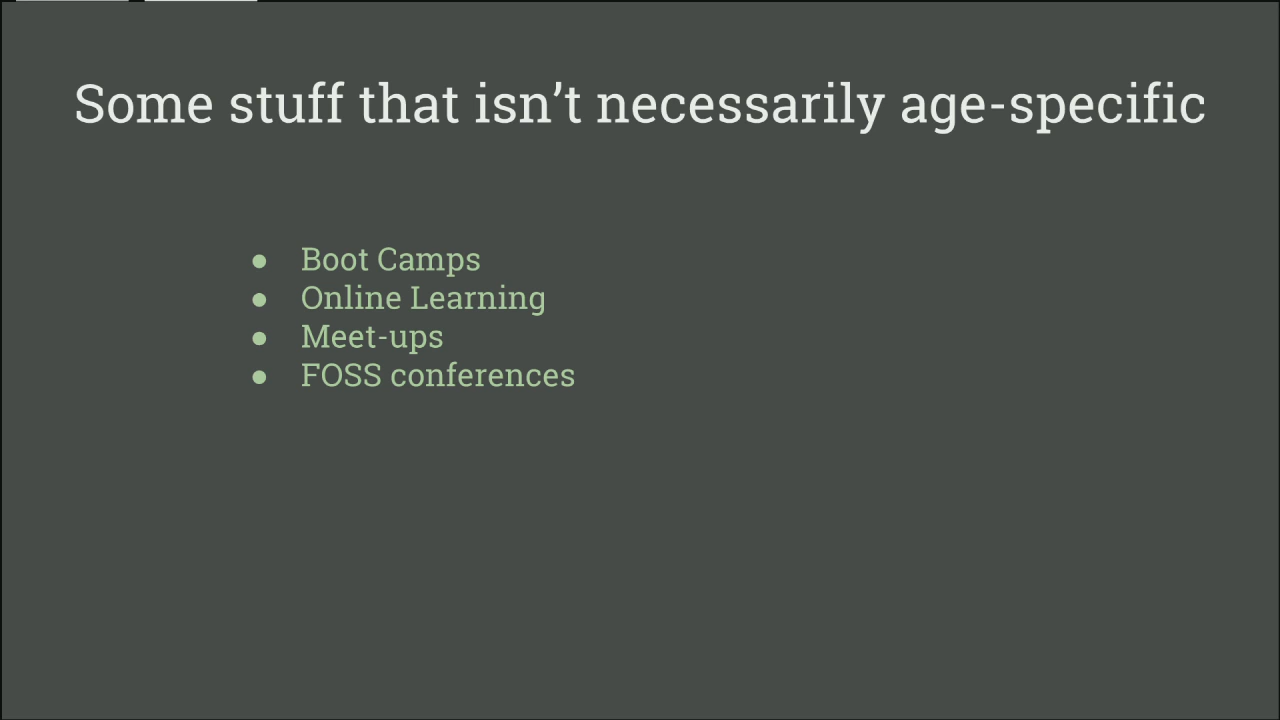 Some stuff that isn’t necessarily age-specific
● Boot Camps
● Online Learning
● Meet-ups
● FOSS conferences